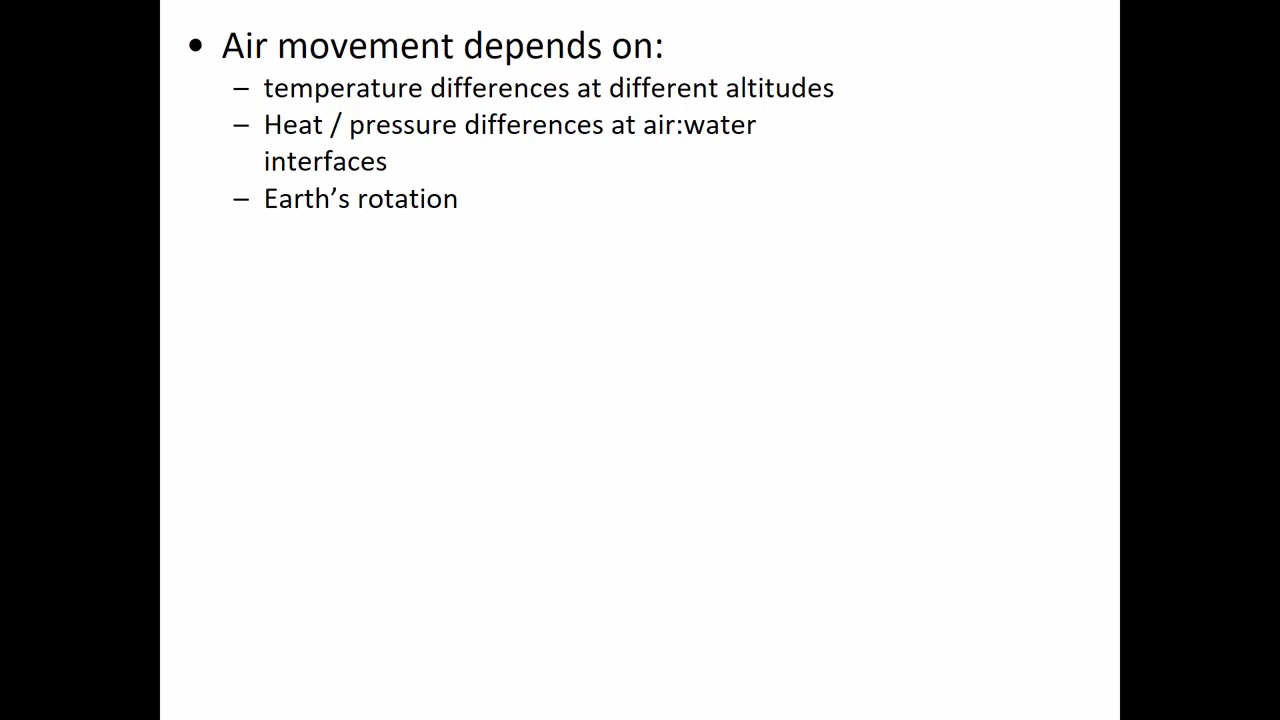 • Air movement depends on:
– temperature differences at different altitudes
– Heat / pressure differences at air:water
interfaces
– Earth’s rotation